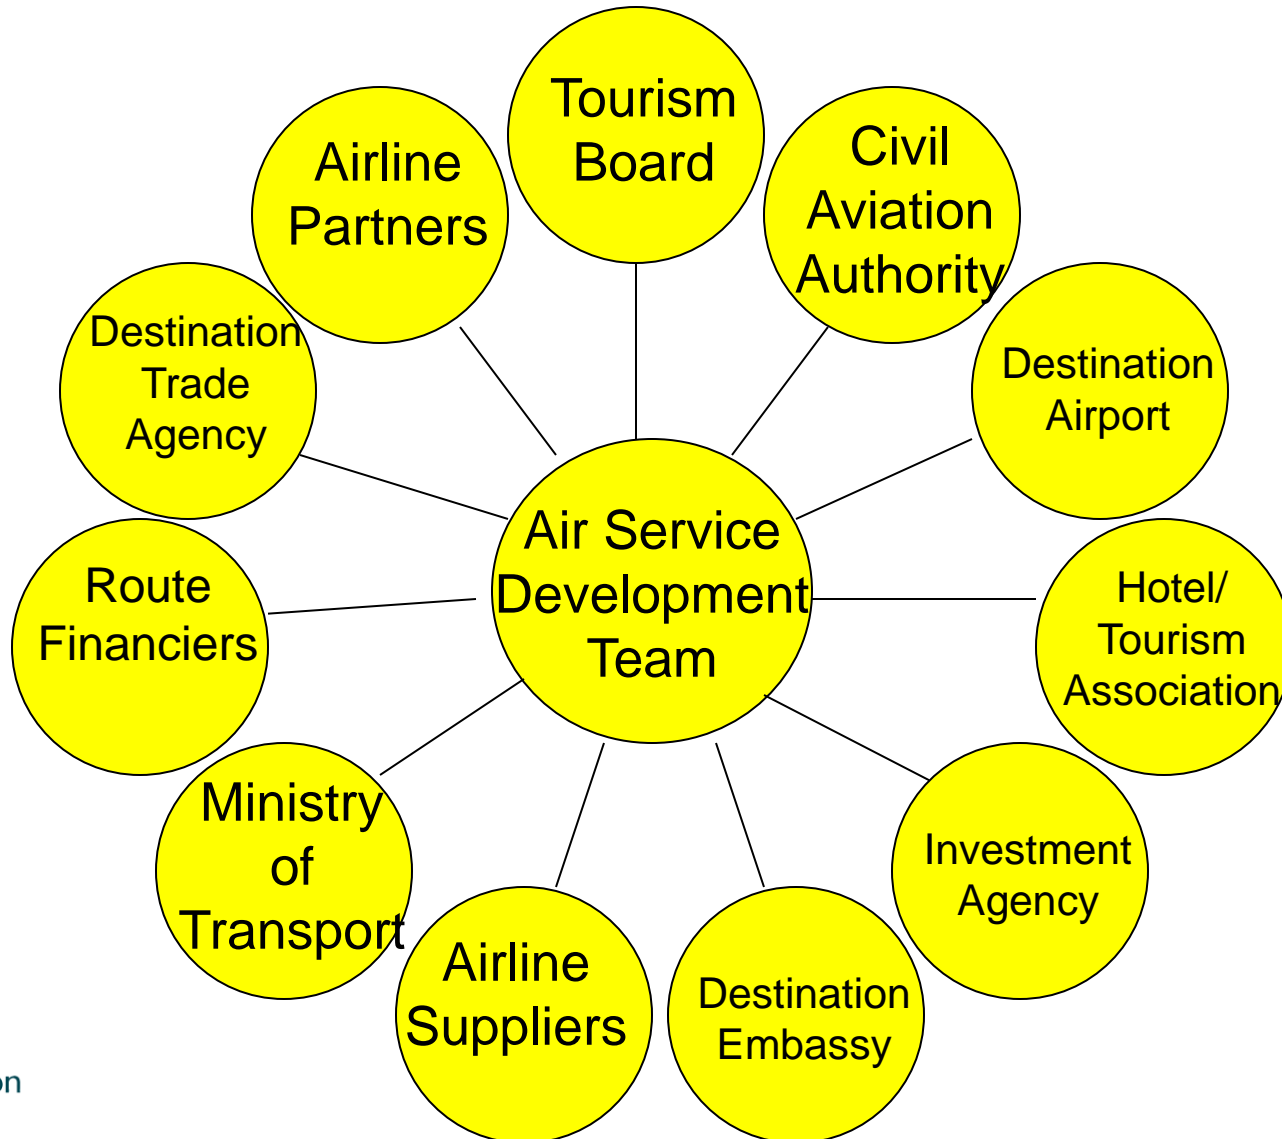 Tourism
Board
Civil
Aviation
Authority
Airline
Partners
Destination
Airport
Destination
Trade
Agency
Air Service
Development
Team
Hotel/
Tourism
Association
Route
Financiers
Ministry
of
Transport
Investment
Agency
Airline
Suppliers
Destination
Embassy
on